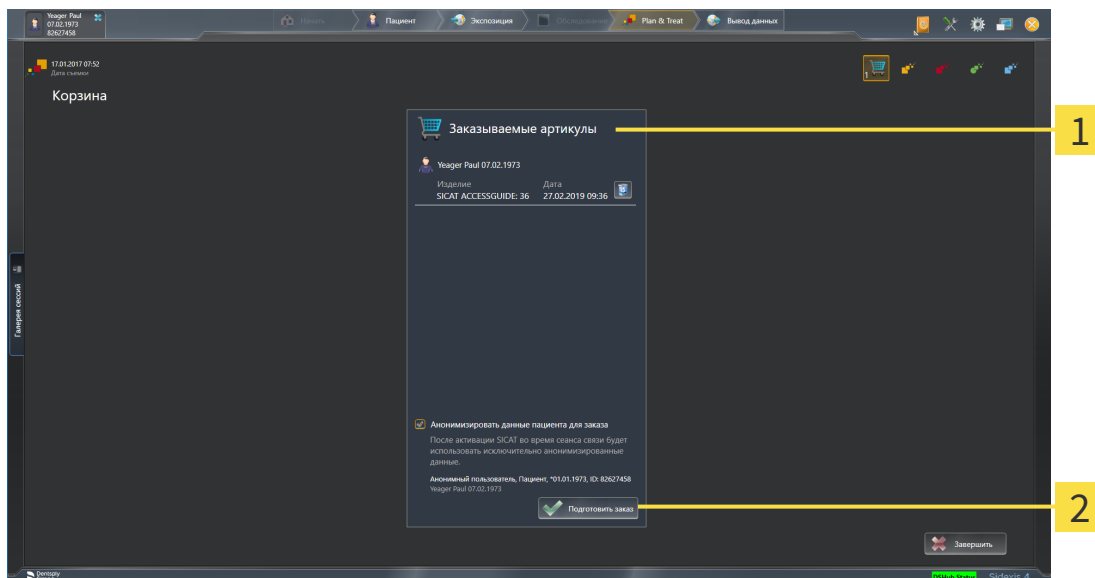 Yeager Paul
07.02.1973
82627458
Начать
Пациент
Экспозиция
Обследование
Plan & Treat
Вывод данных
17.01.2017 07:52
Дата съемки
1
Корзина
Заказываемые артикулы
1
Yeager Paul 07.02.1973
Изделие Дата
SICAT ACCESSGUIDE: 36 27.02.2019 09:36
Галерея сессий
Анонимизировать данные пациента для заказа
После активации SICAT во время сеанса связи будет
использовать исключительно анонимизированные
данные.
Анонимный пользователь, Пациент, *01.01.1973, ID: 82627458
Yeager Paul 07.02.1973
Подготовить заказ
2
Завершить
Dentsply
DSHub Status
Sidexis 4